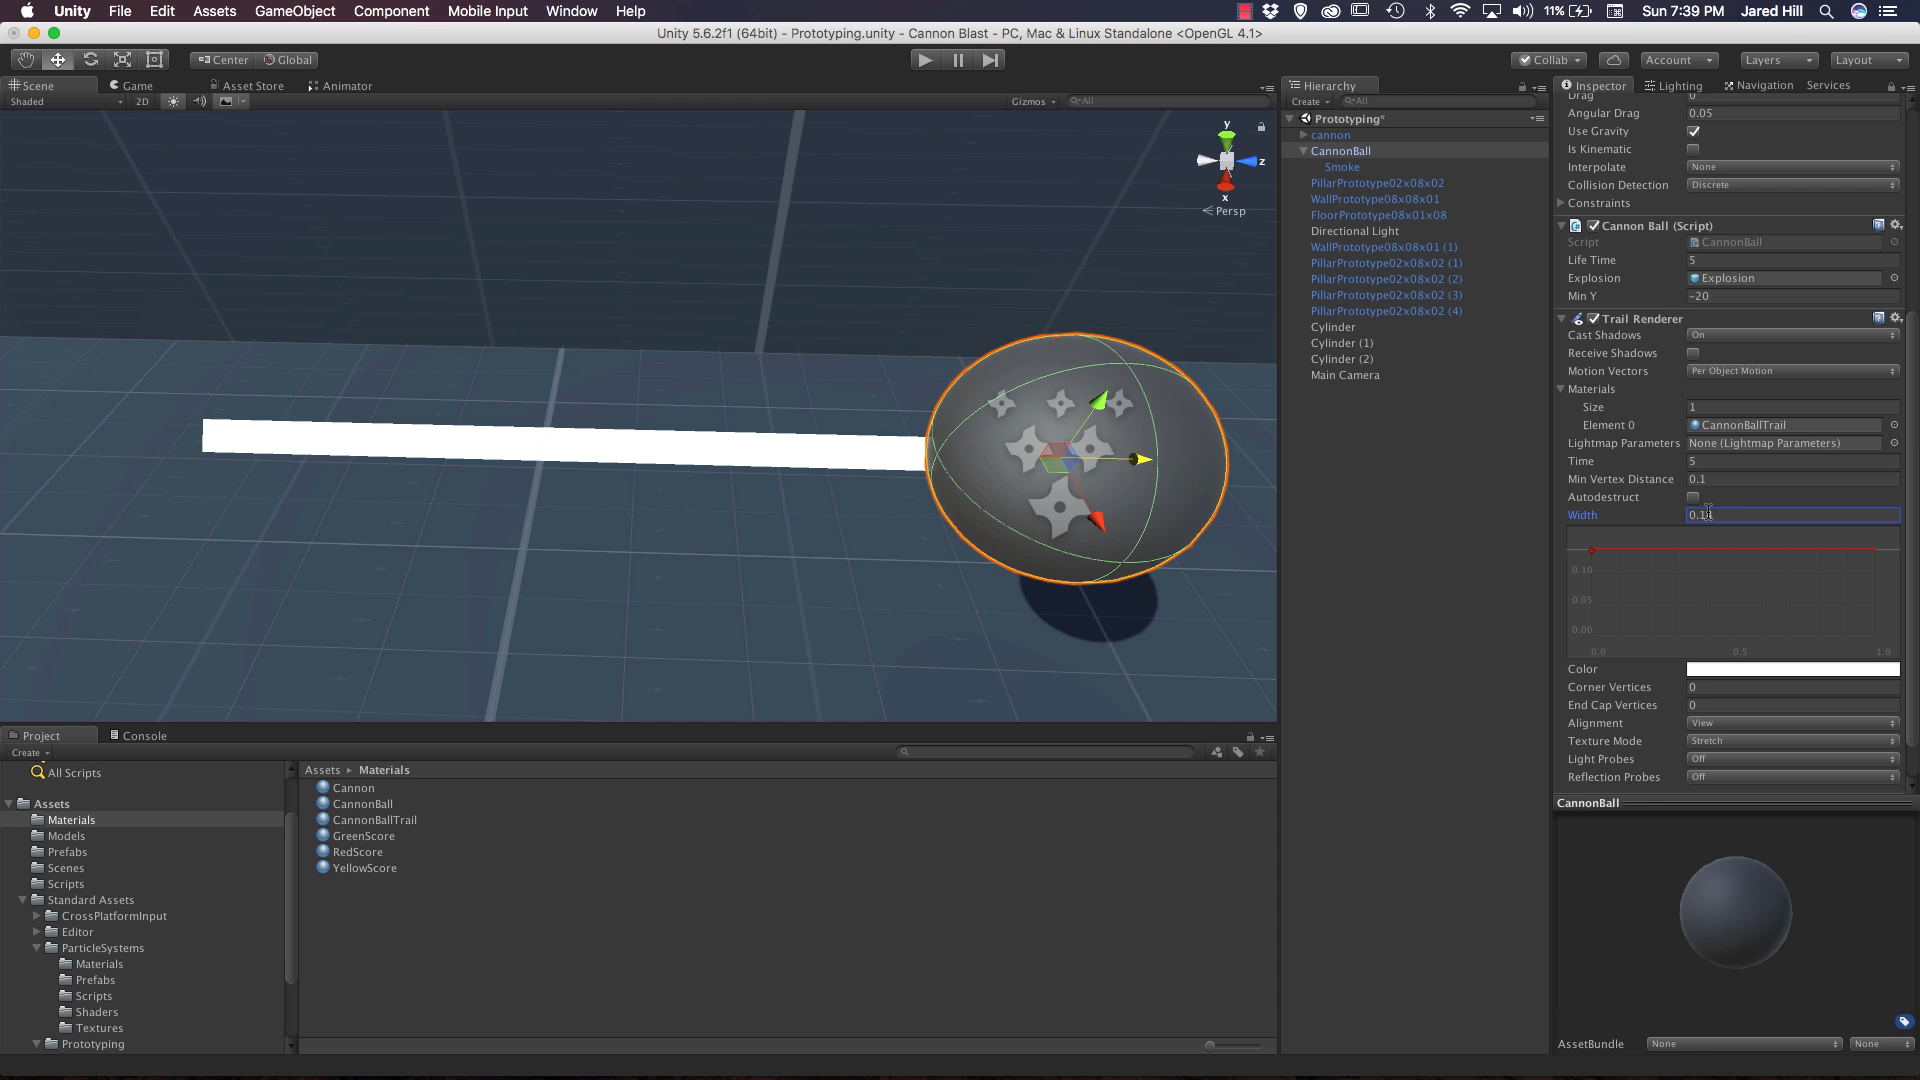 Unity File Edit Assets GameObject Component Mobile Input Window Help 11% Sun 7:39 PM Jared Hill
Unity 5.6.2f1 (64bit) - Prototyping.unity - Cannon Blast - PC, Mac & Linux Standalone <OpenGL 4.1>
Center Global Collab Account Layers Layout
Scene Game Asset Store Animator
Shaded 2D Gizmos All
y
z
x
Persp
Hierarchy
Create All
Prototyping*
cannon
CannonBall
Smoke
PillarPrototype02x08x02
WallPrototype08x08x01
FloorPrototype08x01x08
Directional Light
WallPrototype08x08x01 (1)
PillarPrototype02x08x02 (1)
PillarPrototype02x08x02 (2)
PillarPrototype02x08x02 (3)
PillarPrototype02x08x02 (4)
Cylinder
Cylinder (1)
Cylinder (2)
Main Camera
Inspector Lighting Navigation Services
Drag 0
Angular Drag 0.05
Use Gravity
Is Kinematic
Interpolate None
Collision Detection Discrete
Constraints
Cannon Ball (Script)
Script CannonBall
Life Time 5
Explosion Explosion
Min Y -20
Trail Renderer
Cast Shadows On
Receive Shadows
Motion Vectors Per Object Motion
Materials
Size 1
Element 0 CannonBallTrail
Lightmap Parameters None (Lightmap Parameters)
Time 5
Min Vertex Distance 0.1
Autodestruct
Width
0.10
0.05
0.00
0.0 0.5 1.0
Color
Corner Vertices 0
End Cap Vertices 0
Alignment View
Texture Mode Stretch
Light Probes Off
Reflection Probes Off
CannonBall
AssetBundle None None
Project Console
Create
All Scripts
Assets
Materials
Models
Prefabs
Scenes
Scripts
Standard Assets
CrossPlatformInput
Editor
ParticleSystems
Materials
Prefabs
Scripts
Shaders
Textures
Prototyping
Assets Materials
Cannon
CannonBall
CannonBallTrail
GreenScore
RedScore
YellowScore